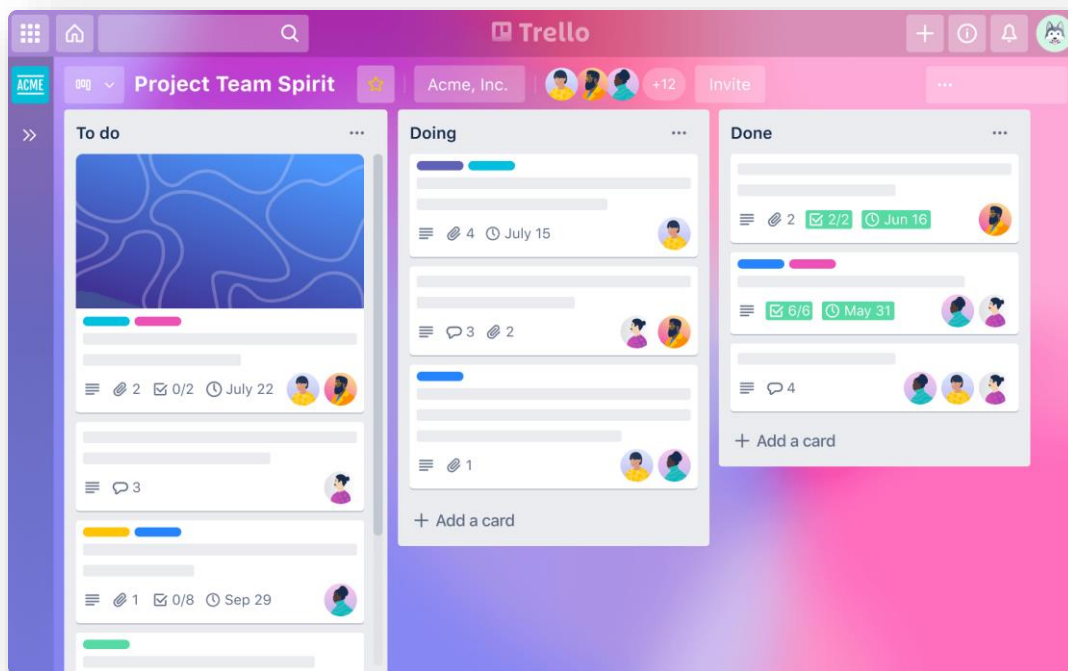 Trello
ACME
Project Team Spirit
Acme, Inc.
+12
Invite
To do
2 0/2 July 22
3
1 0/8 Sep 29
Doing
4 July 15
3 2
1
+ Add a card
Done
2 2/2 Jun 16
6/6 May 31
4
+ Add a card